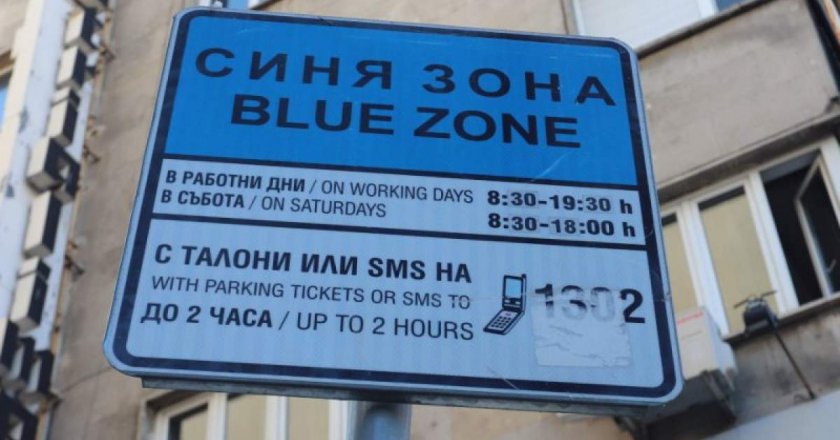 СИНЯ ЗОНА
BLUE ZONE
В РАБОТНИ ДНИ / ON WORKING DAYS 8:30-19:30 h
В СЪБОТА / ON SATURDAYS 8:30-18:00 h
С ТАЛОНИ ИЛИ SMS НА
WITH PARKING TICKETS OR SMS TO 1302
ДО 2 ЧАСА / UP TO 2 HOURS